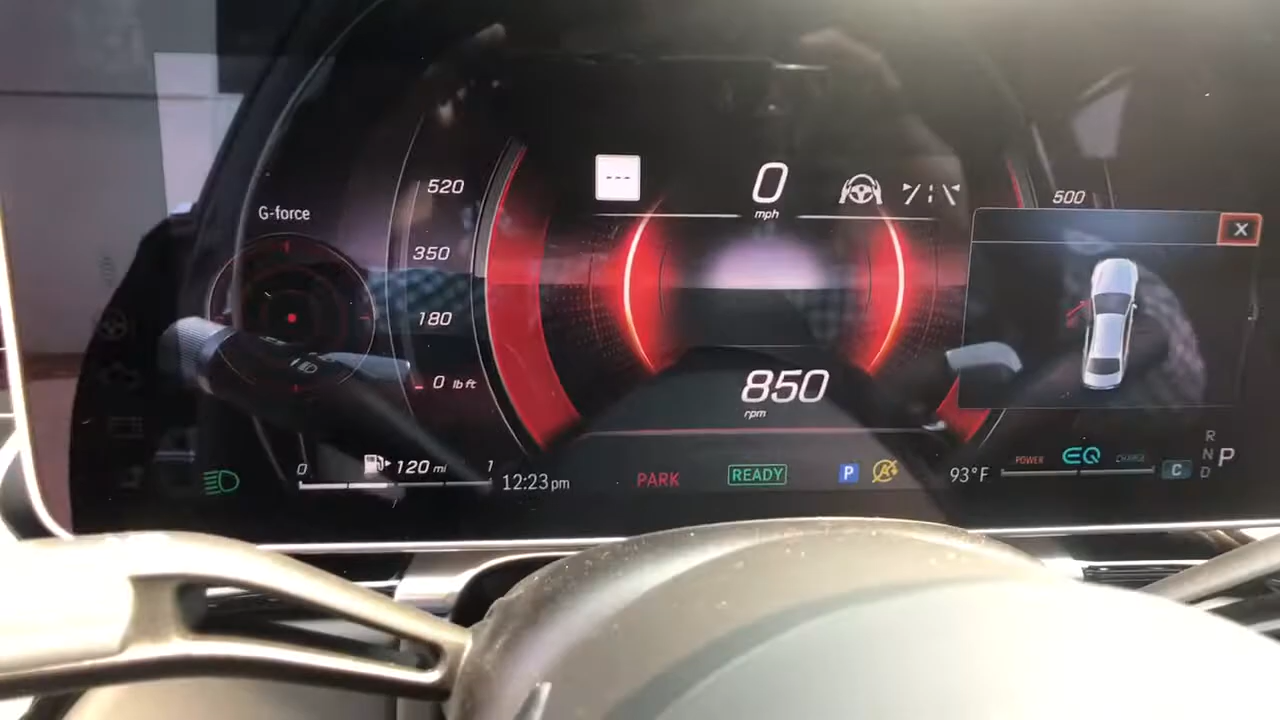 G-force
520
350
180
0 lb ft
---
0
mph
500
X
850
rpm
0
120 mi
1
12:23 pm
PARK
READY
P
A
93°F
POWER
EQ
CHARGE
C
R
N
D
P